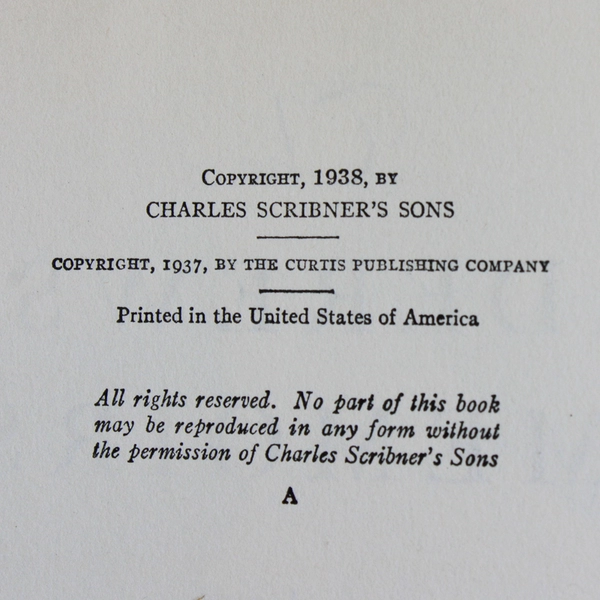 Copyright, 1938, by
CHARLES SCRIBNER'S SONS
COPYRIGHT, 1937, BY THE CURTIS PUBLISHING COMPANY
Printed in the United States of America
All rights reserved. No part of this book
may be reproduced in any form without
the permission of Charles Scribner's Sons
A